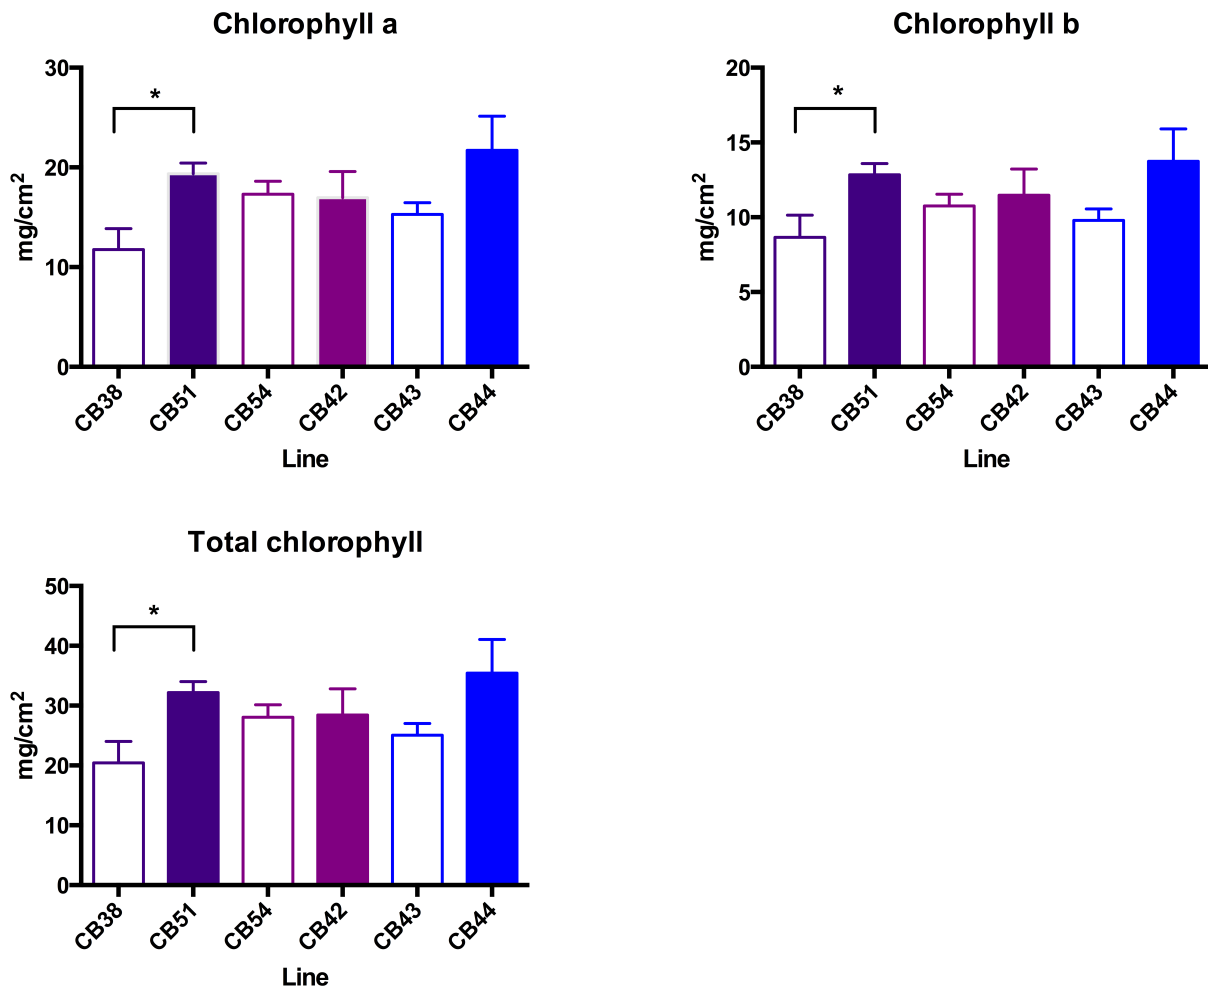 Chlorophyll a
30
20
10
0
mg/cm²
*
CB38
CB51
CB54
CB42
CB43
CB44
Line
Chlorophyll b
20
15
10
5
0
mg/cm²
*
CB38
CB51
CB54
CB42
CB43
CB44
Line
Total chlorophyll
50
40
30
20
10
0
mg/cm²
*
CB38
CB51
CB54
CB42
CB43
CB44
Line